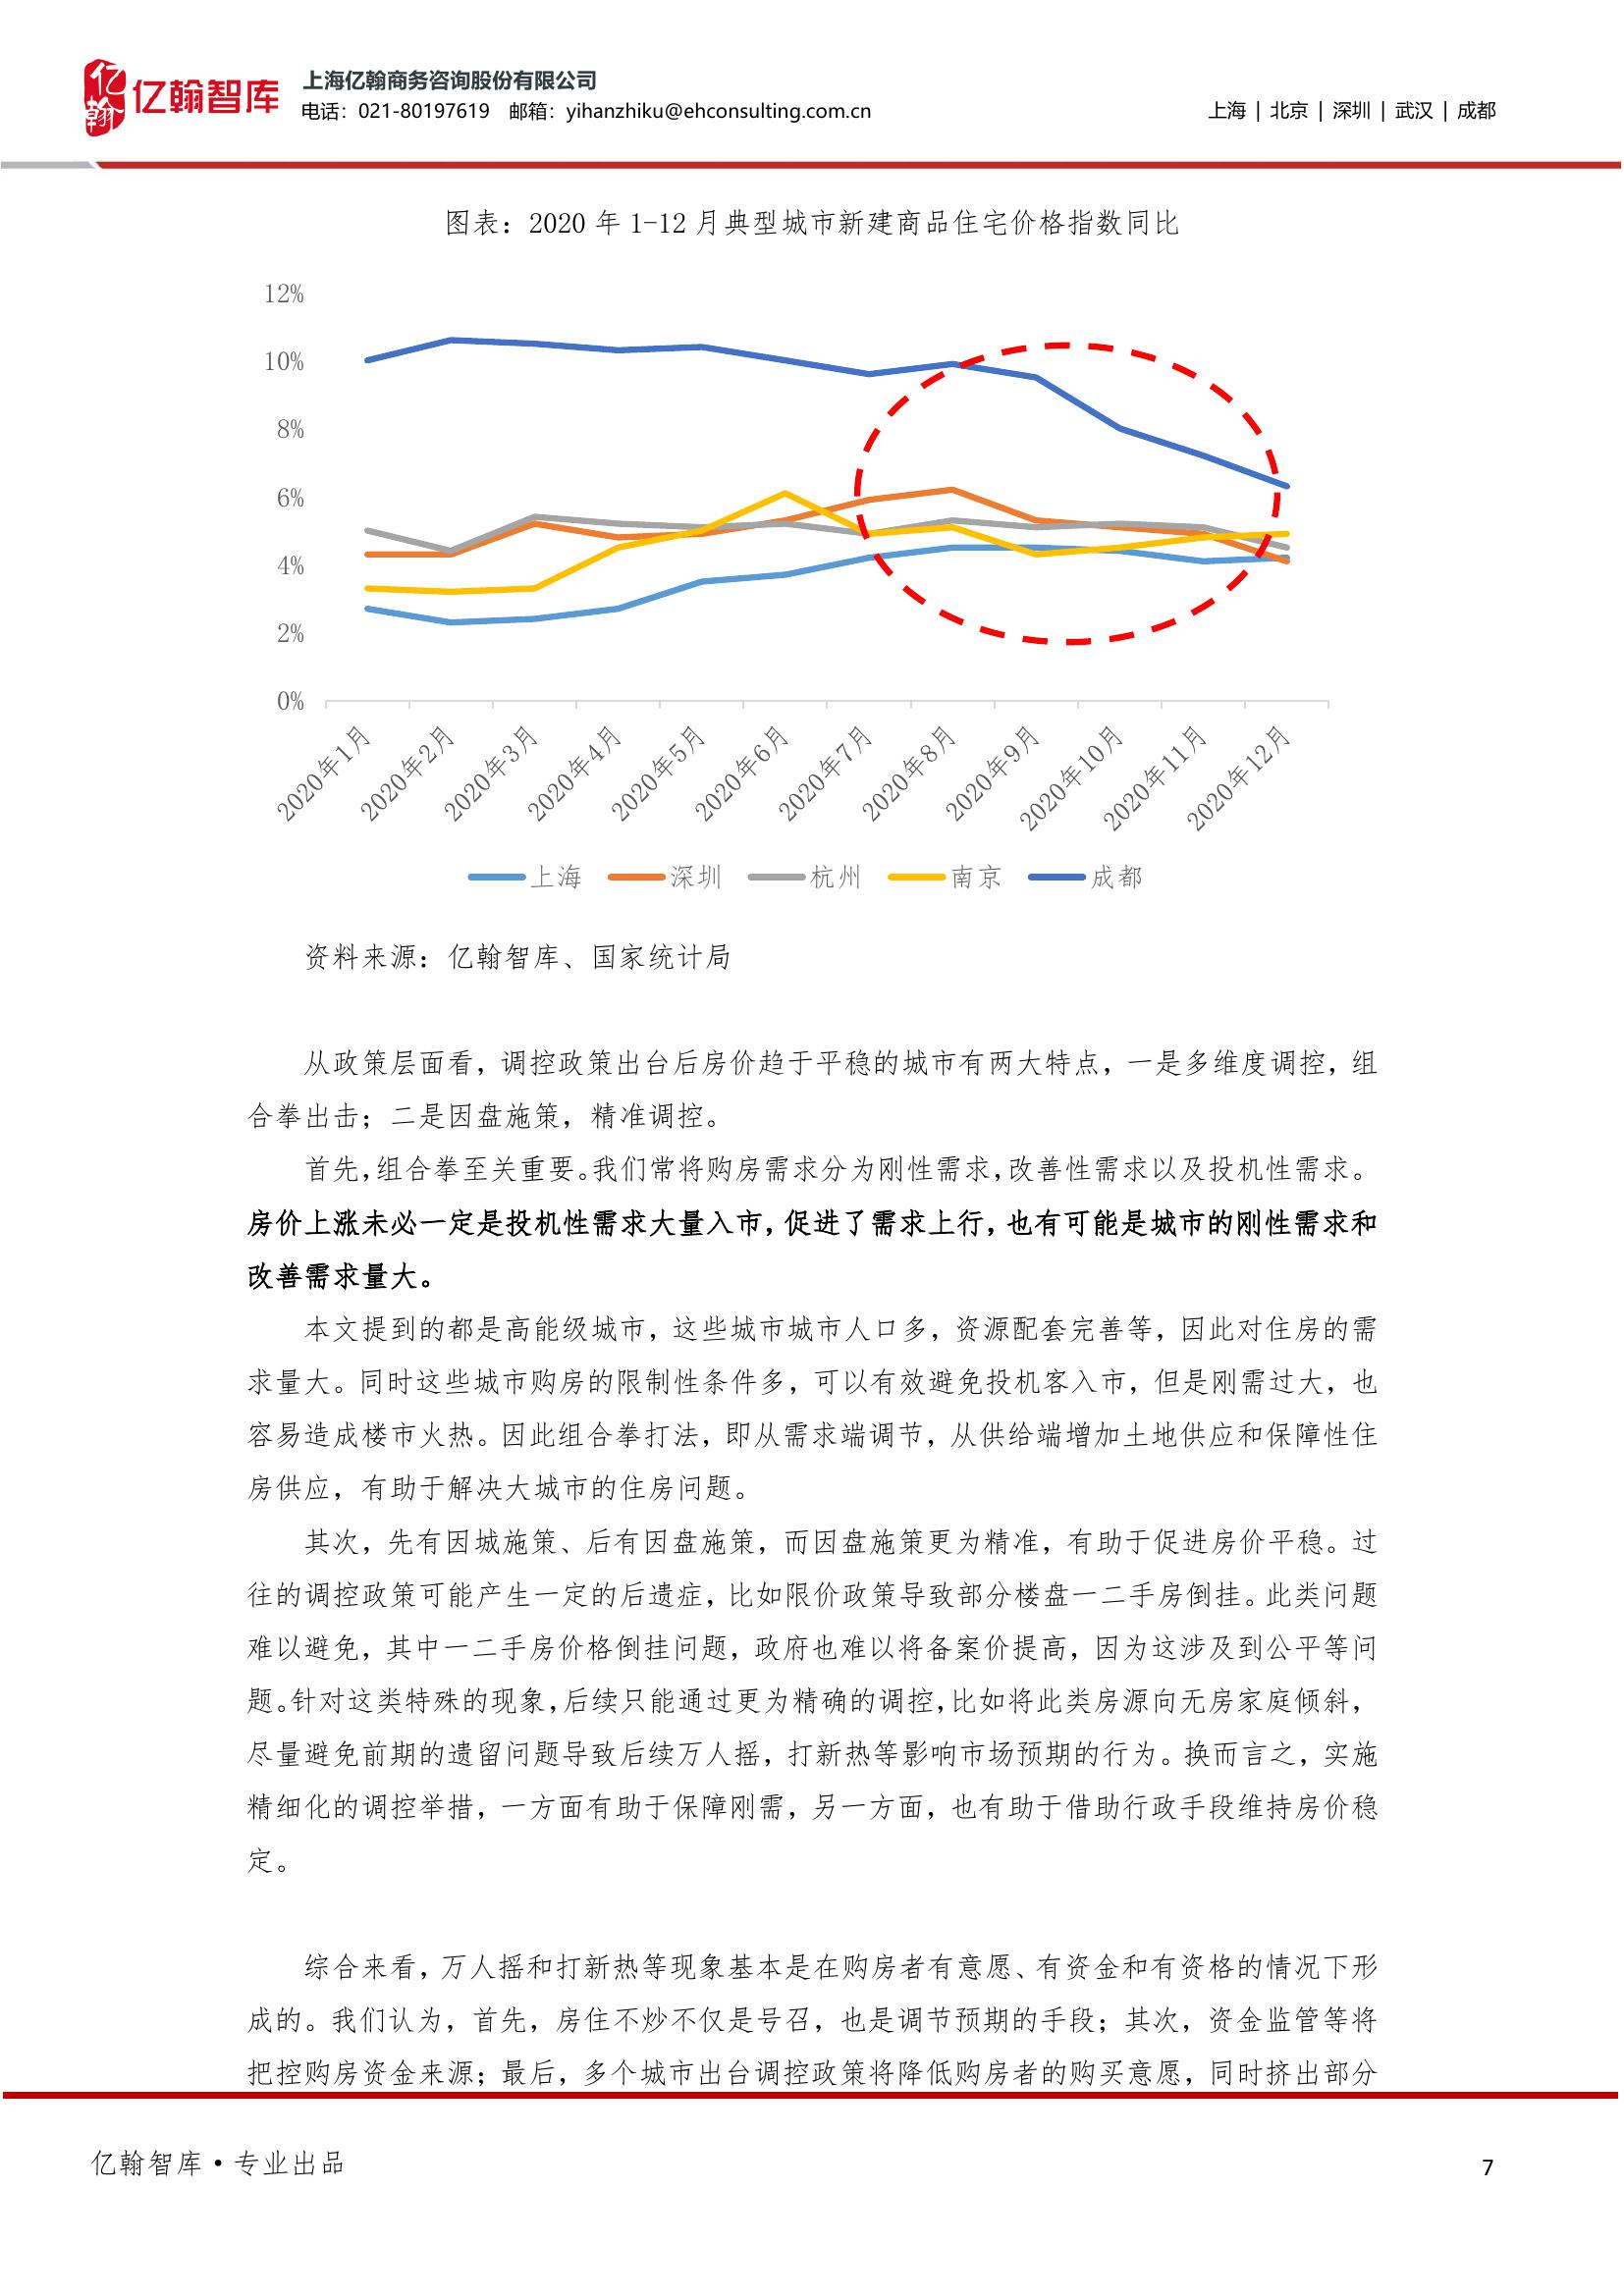 亿翰
亿翰智库
上海亿翰商务咨询股份有限公司
电话：021-80197619 邮箱：yihanzhiku@ehconsulting.com.cn
上海 | 北京 | 深圳 | 武汉 | 成都
图表：2020 年 1-12 月典型城市新建商品住宅价格指数同比
12%
10%
8%
6%
4%
2%
0%
2020年1月
2020年2月
2020年3月
2020年4月
2020年5月
2020年6月
2020年7月
2020年8月
2020年9月
2020年10月
2020年11月
2020年12月
上海 深圳 杭州 南京 成都
资料来源：亿翰智库、国家统计局
从政策层面看，调控政策出台后房价趋于平稳的城市有两大特点，一是多维度调控，组
合拳出击；二是因盘施策，精准调控。
首先，组合拳至关重要。我们常将购房需求分为刚性需求，改善性需求以及投机性需求。
房价上涨未必一定是投机性需求大量入市，促进了需求上行，也有可能是城市的刚性需求和
改善需求量大。
本文提到的都是高能级城市，这些城市城市人口多，资源配套完善等，因此对住房的需
求量大。同时这些城市购房的限制性条件多，可以有效避免投机客入市，但是刚需过大，也
容易造成楼市火热。因此组合拳打法，即从需求端调节，从供给端增加土地供应和保障性住
房供应，有助于解决大城市的住房问题。
其次，先有因城施策、后有因盘施策，而因盘施策更为精准，有助于促进房价平稳。过
往的调控政策可能产生一定的后遗症，比如限价政策导致部分楼盘一二手房倒挂。此类问题
难以避免，其中一二手房价格倒挂问题，政府也难以将备案价提高，因为这涉及到公平等问
题。针对这类特殊的现象，后续只能通过更为精确的调控，比如将此类房源向无房家庭倾斜，
尽量避免前期的遗留问题导致后续万人摇，打新热等影响市场预期的行为。换而言之，实施
精细化的调控举措，一方面有助于保障刚需，另一方面，也有助于借助行政手段维持房价稳
定。
综合来看，万人摇和打新热等现象基本是在购房者有意愿、有资金和有资格的情况下形
成的。我们认为，首先，房住不炒不仅是号召，也是调节预期的手段；其次，资金监管等将
把控购房资金来源；最后，多个城市出台调控政策将降低购房者的购买意愿，同时挤出部分
亿翰智库·专业出品
7